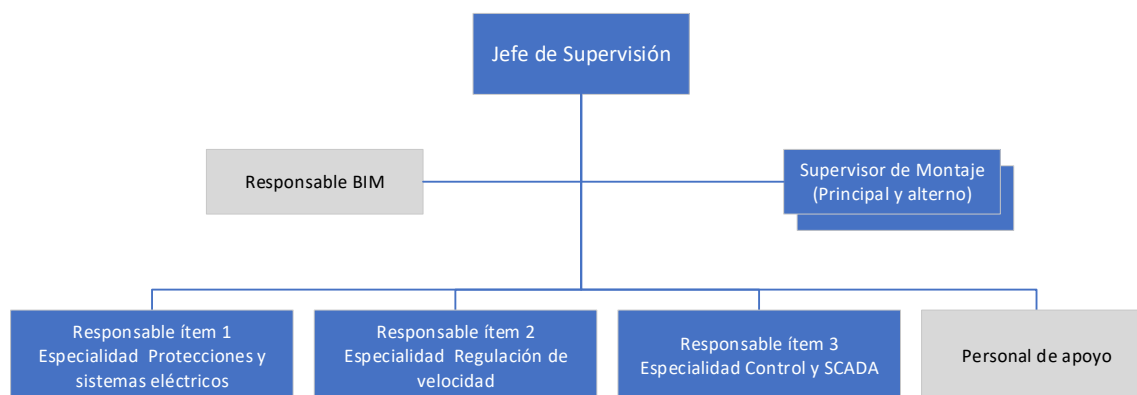 Jefe de Supervisión
Responsable BIM
Supervisor de Montaje
(Principal y alterno)
Responsable ítem 1
Especialidad Protecciones y
sistemas eléctricos
Responsable ítem 2
Especialidad Regulación de
velocidad
Responsable ítem 3
Especialidad Control y SCADA
Personal de apoyo